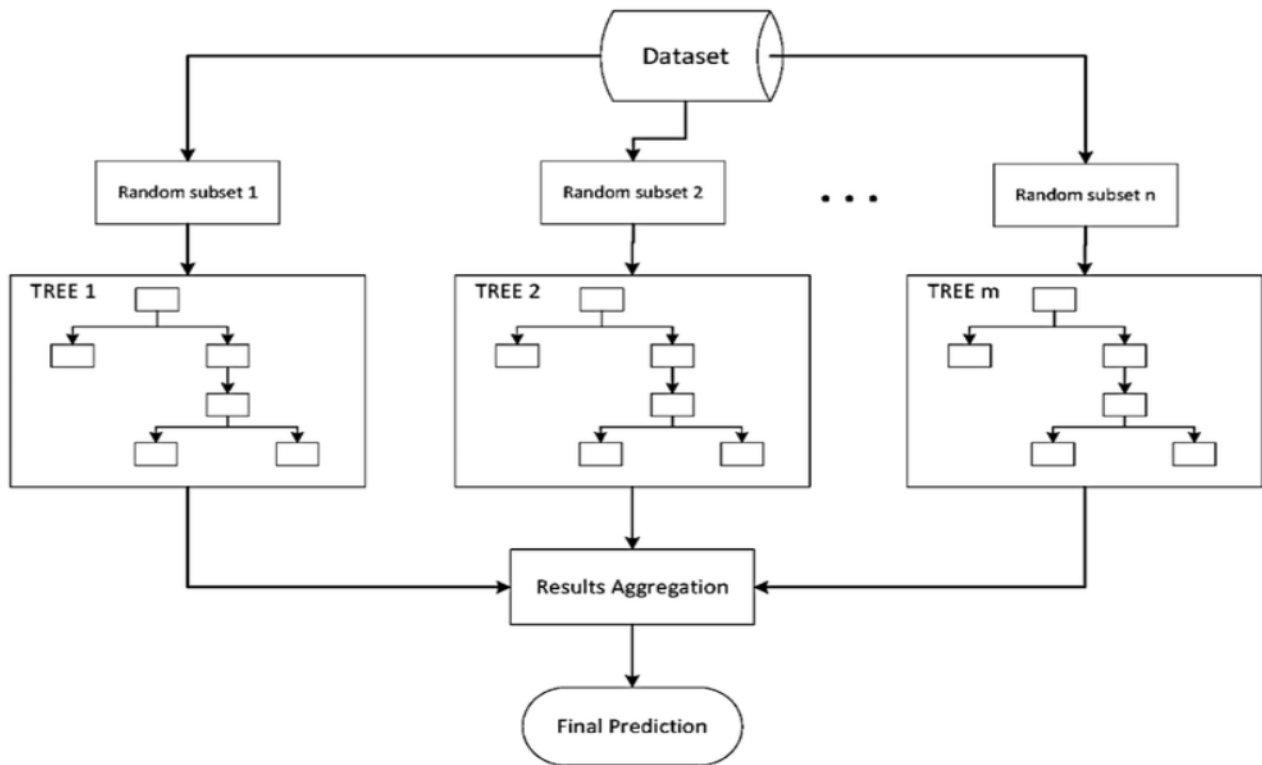 Dataset
Random subset 1
Random subset 2
. . .
Random subset n
TREE 1
TREE 2
TREE m
Results Aggregation
Final Prediction